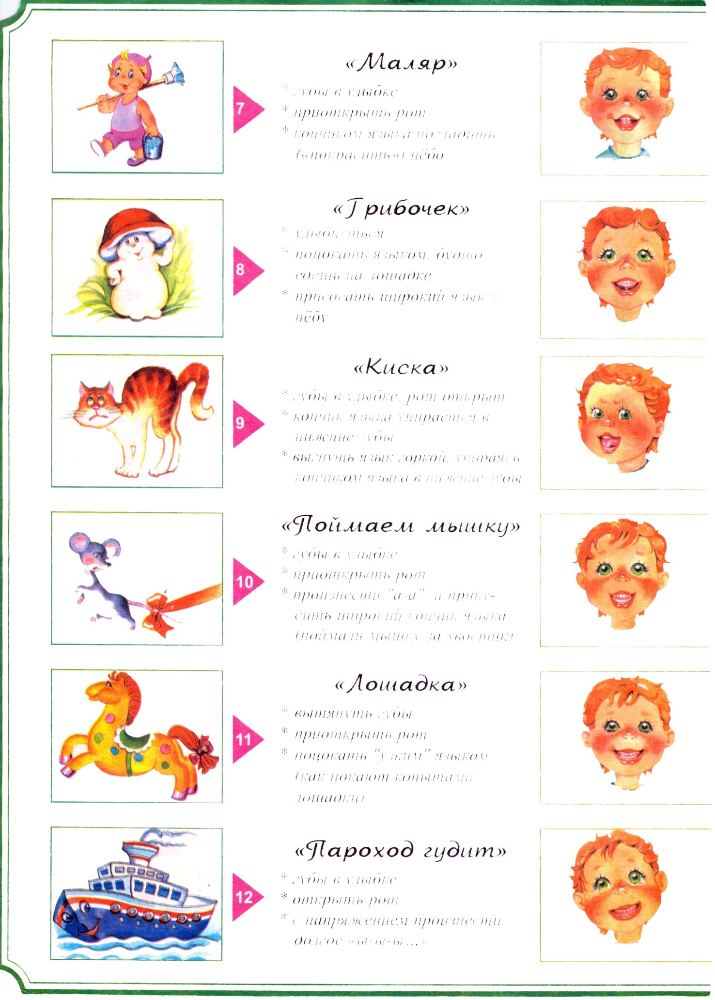 «Маляр»
7
* губы в улыбке
* приоткрыть рот
* кончиком языка погладить
(«покрасить») нёбо
«Грибочек»
8
* улыбнуться
* поцокать языком, будто
едешь на лошадке
* присосать широкий язык к
нёбу
«Киска»
9
* губы в улыбке, рот открыт
* кончик языка упирается в
нижние зубы
* выгнуть язык горкой, упираясь
кончиком языка в нижние зубы
«Поймаем мышку»
10
* губы в улыбке
* приоткрыть рот
* произнести "а-а" и прику-
сить широкий кончик языка
(поймали мышку за хвостик)
«Лошадка»
11
* вытянуть губы
* приоткрыть рот
* поцокать "узким" языком
(как цокают копытами
лошадки)
«Пароход гудит»
12
* губы в улыбке
* открыть рот
* с напряжением произнести
долгое «ы-ы-ы...»